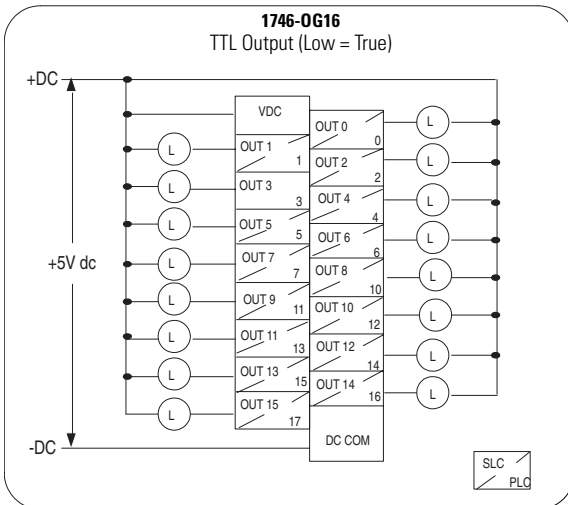 1746-OG16
TTL Output (Low = True)
+DC
VDC
OUT 0
0
L
L
OUT 1
1
OUT 2
2
L
L
OUT 3
3
OUT 4
4
L
L
OUT 5
5
OUT 6
6
L
+5V dc
L
OUT 7
7
OUT 8
10
L
L
OUT 9
11
OUT 10
12
L
L
OUT 11
13
OUT 12
14
L
L
OUT 13
15
OUT 14
16
L
L
OUT 15
17
-DC
DC COM
SLC
PLC